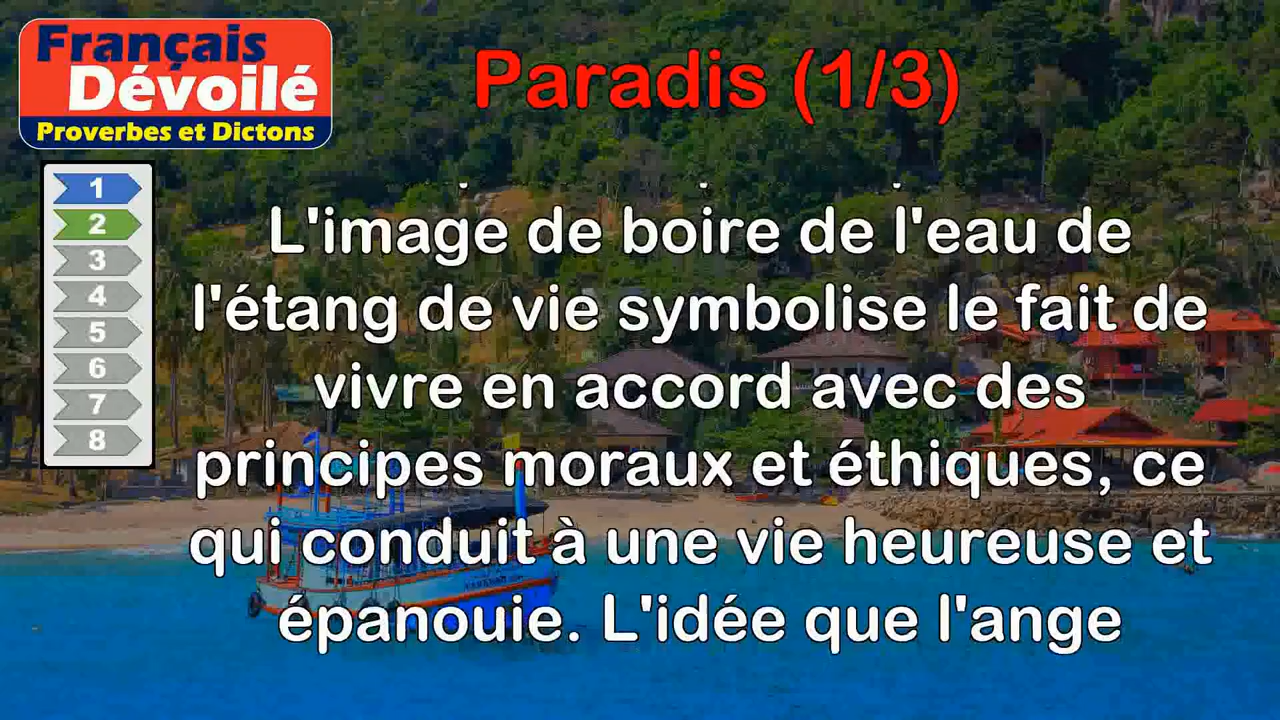 Français
Dévoilé
Proverbes et Dictons
Paradis (1/3)
1
2
3
4
5
6
7
8
L'image de boire de l'eau de
l'étang de vie symbolise le fait de
vivre en accord avec des
principes moraux et éthiques, ce
qui conduit à une vie heureuse et
épanouie. L'idée que l'ange